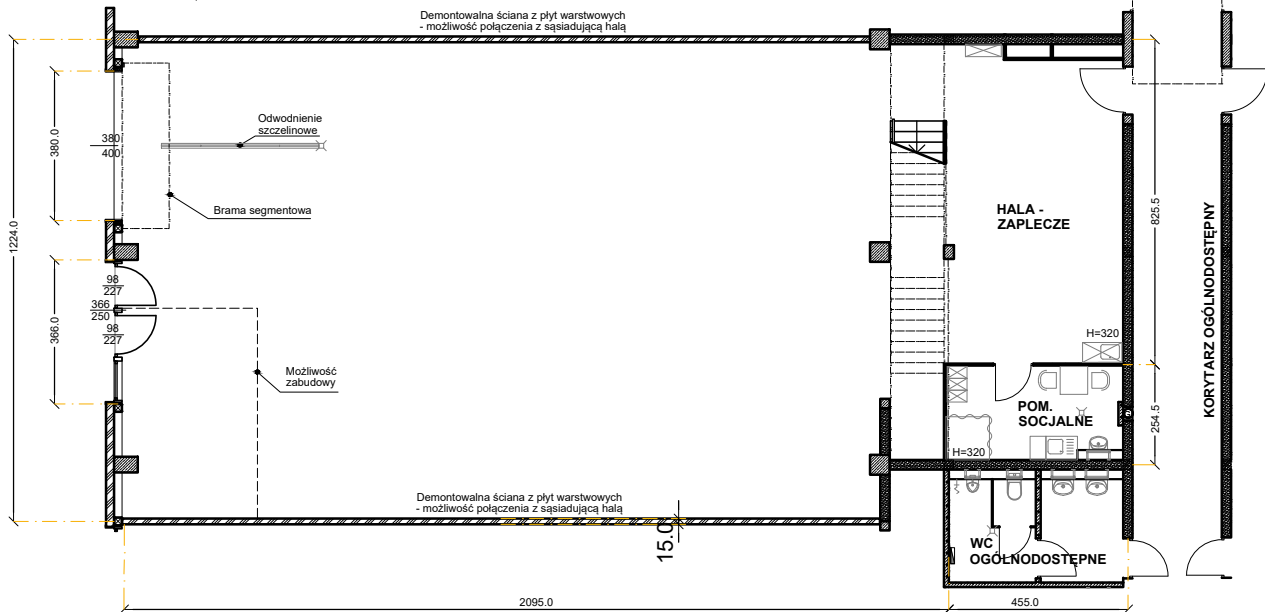 Demontowalna ściana z płyt warstwowych
- możliwość połączenia z sąsiadującą halą
Odwodnienie
szczelinowe
380
400
380.0
Brama segmentowa
1224.0
HALA -
ZAPLECZE
825.5
KORYTARZ OGÓLNODOSTĘPNY
98
227
366
250
98
227
366.0
H=320
Możliwość
zabudowy
POM.
SOCJALNE
254.5
H=320
Demontowalna ściana z płyt warstwowych
- możliwość połączenia z sąsiadującą halą
15.0
WC
OGÓLNODOSTĘPNE
2095.0
455.0